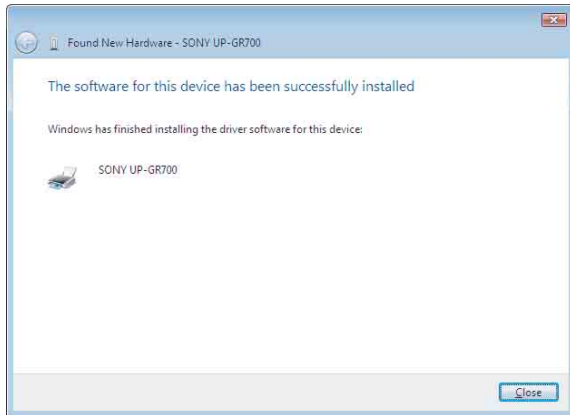 Found New Hardware - SONY UP-GR700
The software for this device has been successfully installed
Windows has finished installing the driver software for this device:
SONY UP-GR700
Close